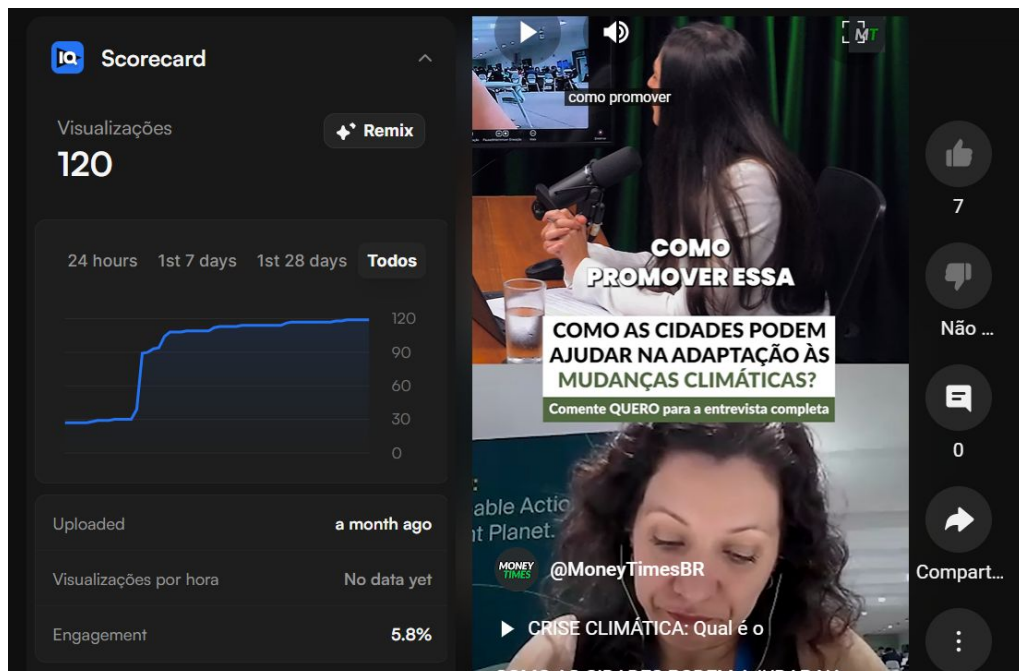 IQ Scorecard
Visualizações
Remix
120
24 hours 1st 7 days 1st 28 days Todos
120
90
60
30
0
Uploaded a month ago
Visualizações por hora No data yet
Engagement 5.8%
MT
como promover
COMO
PROMOVER ESSA
COMO AS CIDADES PODEM
AJUDAR NA ADAPTAÇÃO ÀS
MUDANÇAS CLIMÁTICAS?
Comente QUERO para a entrevista completa
able Actio
t Planet.
MONEY
TIMES
@MoneyTimesBR
CRISE CLIMÁTICA: Qual é o
7
Não ...
0
Compart...